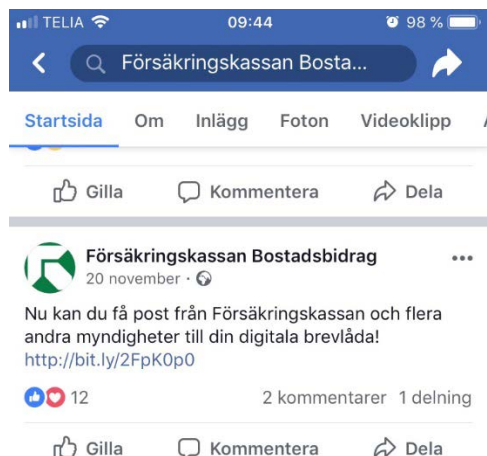 TELIA 09:44 98 %
Försäkringskassan Bosta...
Startsida Om Inlägg Foton Videoklipp
Gilla Kommentera Dela
Försäkringskassan Bostadsbidrag
20 november ·
Nu kan du få post från Försäkringskassan och flera
andra myndigheter till din digitala brevlåda!
http://bit.ly/2FpK0p0
12 2 kommentarer 1 delning
Gilla Kommentera Dela